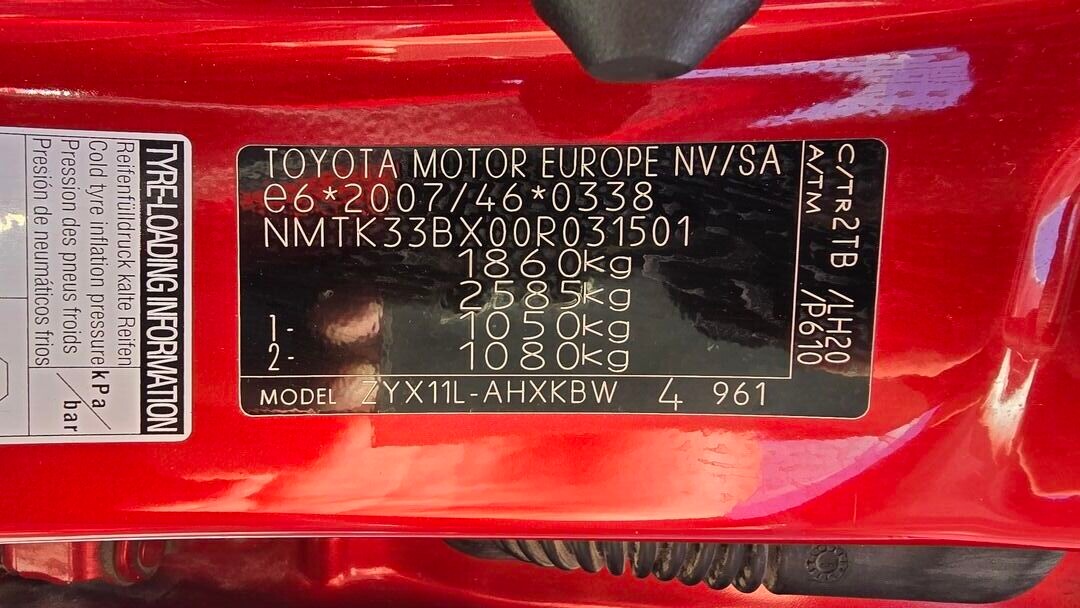 TYRE-LOADING INFORMATION
Reifenfülldruck kalte Reifen
Cold tyre inflation pressure
Pression des pneus froids
Presión de neumáticos frios
kPa/
/bar
TOYOTA MOTOR EUROPE NV/SA
e6*2007/46*0338
NMTK33BX00R031501
1860kg
2585kg
1- 1050kg
2- 1080kg
MODEL ZYX11L-AHXKBW 4 961
C/TR2TB /LH20
A/TM /P610